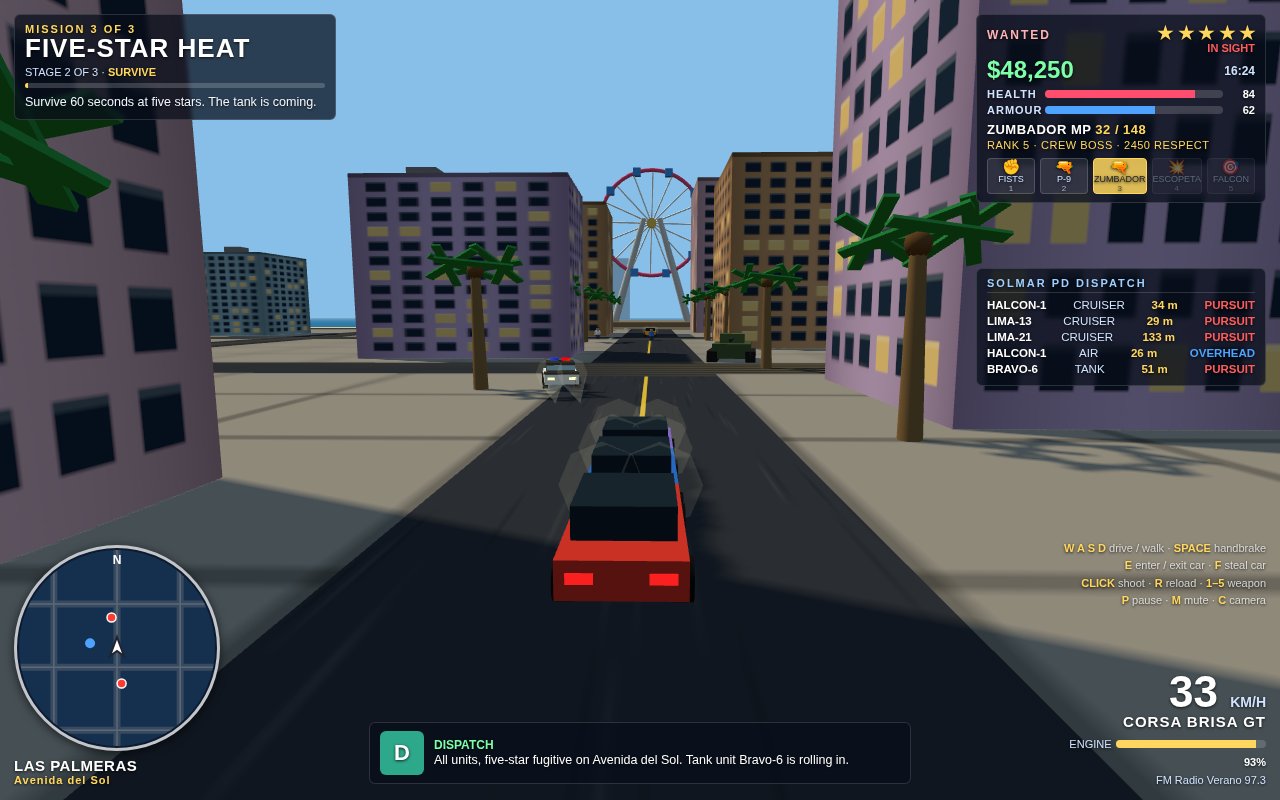 MISSION 3 OF 3
FIVE-STAR HEAT
STAGE 2 OF 3 · SURVIVE
Survive 60 seconds at five stars. The tank is coming.
WANTED ★★★★★
IN SIGHT
$48,250 16:24
HEALTH 84
ARMOUR 62
ZUMBADOR MP 32 / 148
RANK 5 · CREW BOSS · 2450 RESPECT
FISTS P-9 ZUMBADOR ESCOPETA FALCON
1 2 3 4 5
SOLMAR PD DISPATCH
HALCON-1 CRUISER 34 m PURSUIT
LIMA-13 CRUISER 29 m PURSUIT
LIMA-21 CRUISER 133 m PURSUIT
HALCON-1 AIR 26 m OVERHEAD
BRAVO-6 TANK 51 m PURSUIT
W A S D drive / walk · SPACE handbrake
E enter / exit car · F steal car
CLICK shoot · R reload · 1–5 weapon
P pause · M mute · C camera
N
LAS PALMERAS
Avenida del Sol
D
DISPATCH
All units, five-star fugitive on Avenida del Sol. Tank unit Bravo-6 is rolling in.
33 KM/H
CORSA BRISA GT
ENGINE
93%
FM Radio Verano 97.3